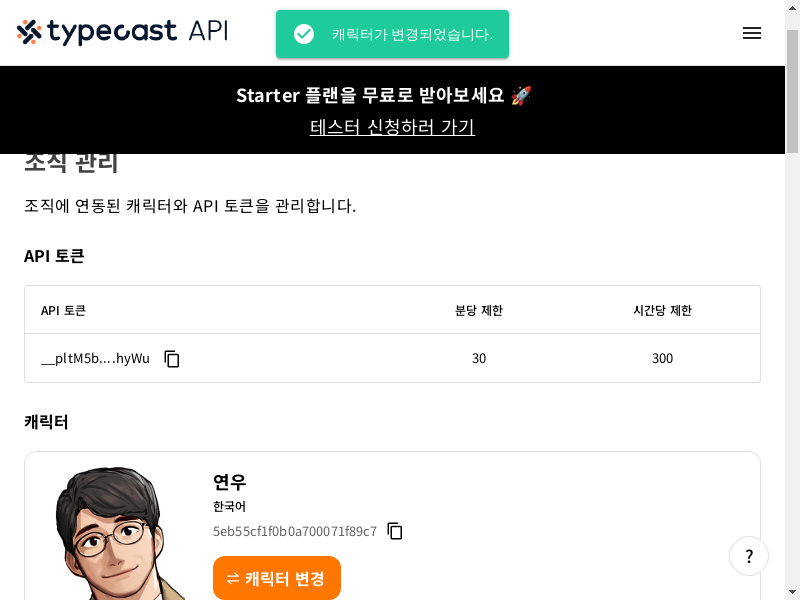 typecast API
캐릭터가 변경되었습니다.
Starter 플랜을 무료로 받아보세요 🚀
테스터 신청하러 가기
조직 관리
조직에 연동된 캐릭터와 API 토큰을 관리합니다.
API 토큰
API 토큰 분당 제한 시간당 제한
__pltM5b....hyWu 30 300
캐릭터
연우
한국어
5eb55cf1f0b0a700071f89c7
⇌ 캐릭터 변경
?